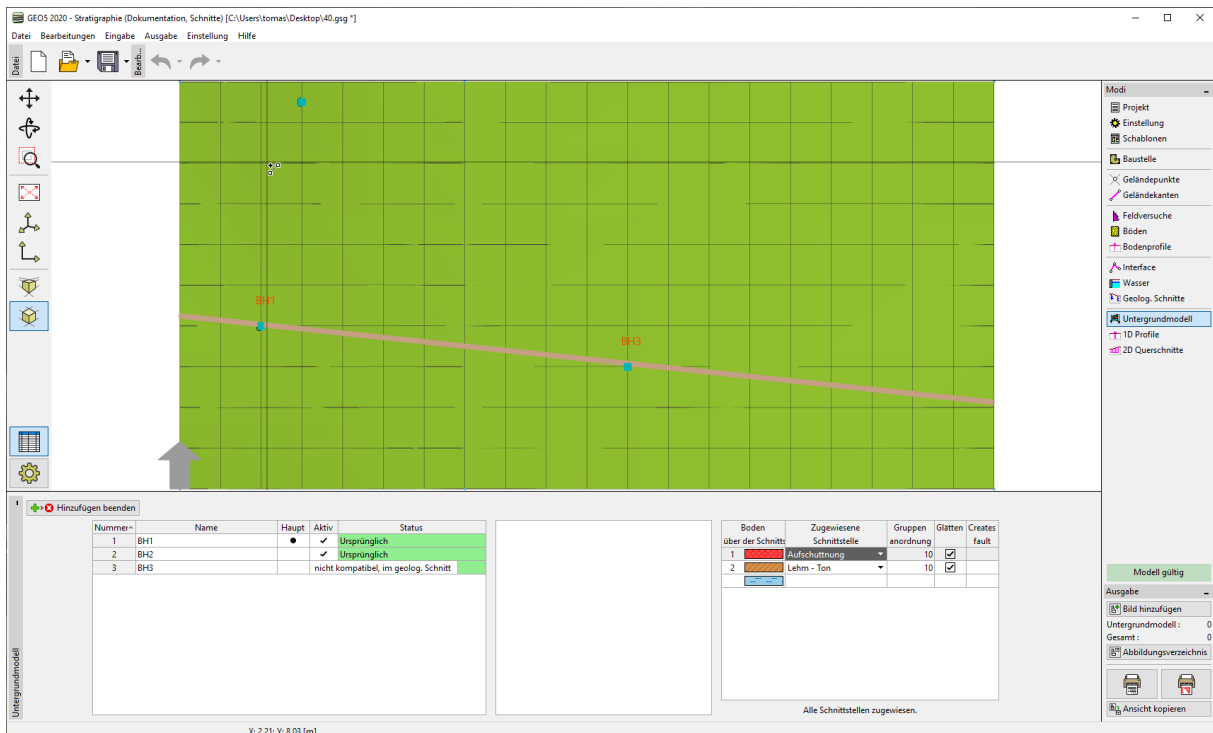 GEO5 2020 - Stratigraphie (Dokumentation, Schnitte) [C:\Users\tomas\Desktop\40.gsg *]
Datei Bearbeitungen Eingabe Ausgabe Einstellung Hilfe
Datei
Bearb...
BH1
BH3
Modi
Projekt
Einstellung
Schablonen
Baustelle
Geländepunkte
Geländekanten
Feldversuche
Böden
Bodenprofile
Interface
Wasser
Geolog. Schnitte
Untergrundmodell
1D Profile
2D Querschnitte
Hinzufügen beenden
Nummer Name Haupt Aktiv Status
1 BH1 Ursprünglich
2 BH2 Ursprünglich
3 BH3 nicht kompatibel, im geolog. Schnitt
Boden Zugewiesene Gruppen Glätten Creates
über der Schnitts Schnittstelle anordnung fault
1 Aufschuttnung 10
2 Lehm - Ton 10
Alle Schnittstellen zugewiesen.
Untergrundmodell
Modell gültig
Ausgabe
Bild hinzufügen
Untergrundmodell : 0
Gesamt : 0
Abbildungsverzeichnis
Ansicht kopieren
X: 2,21; Y: 8,03 [m]